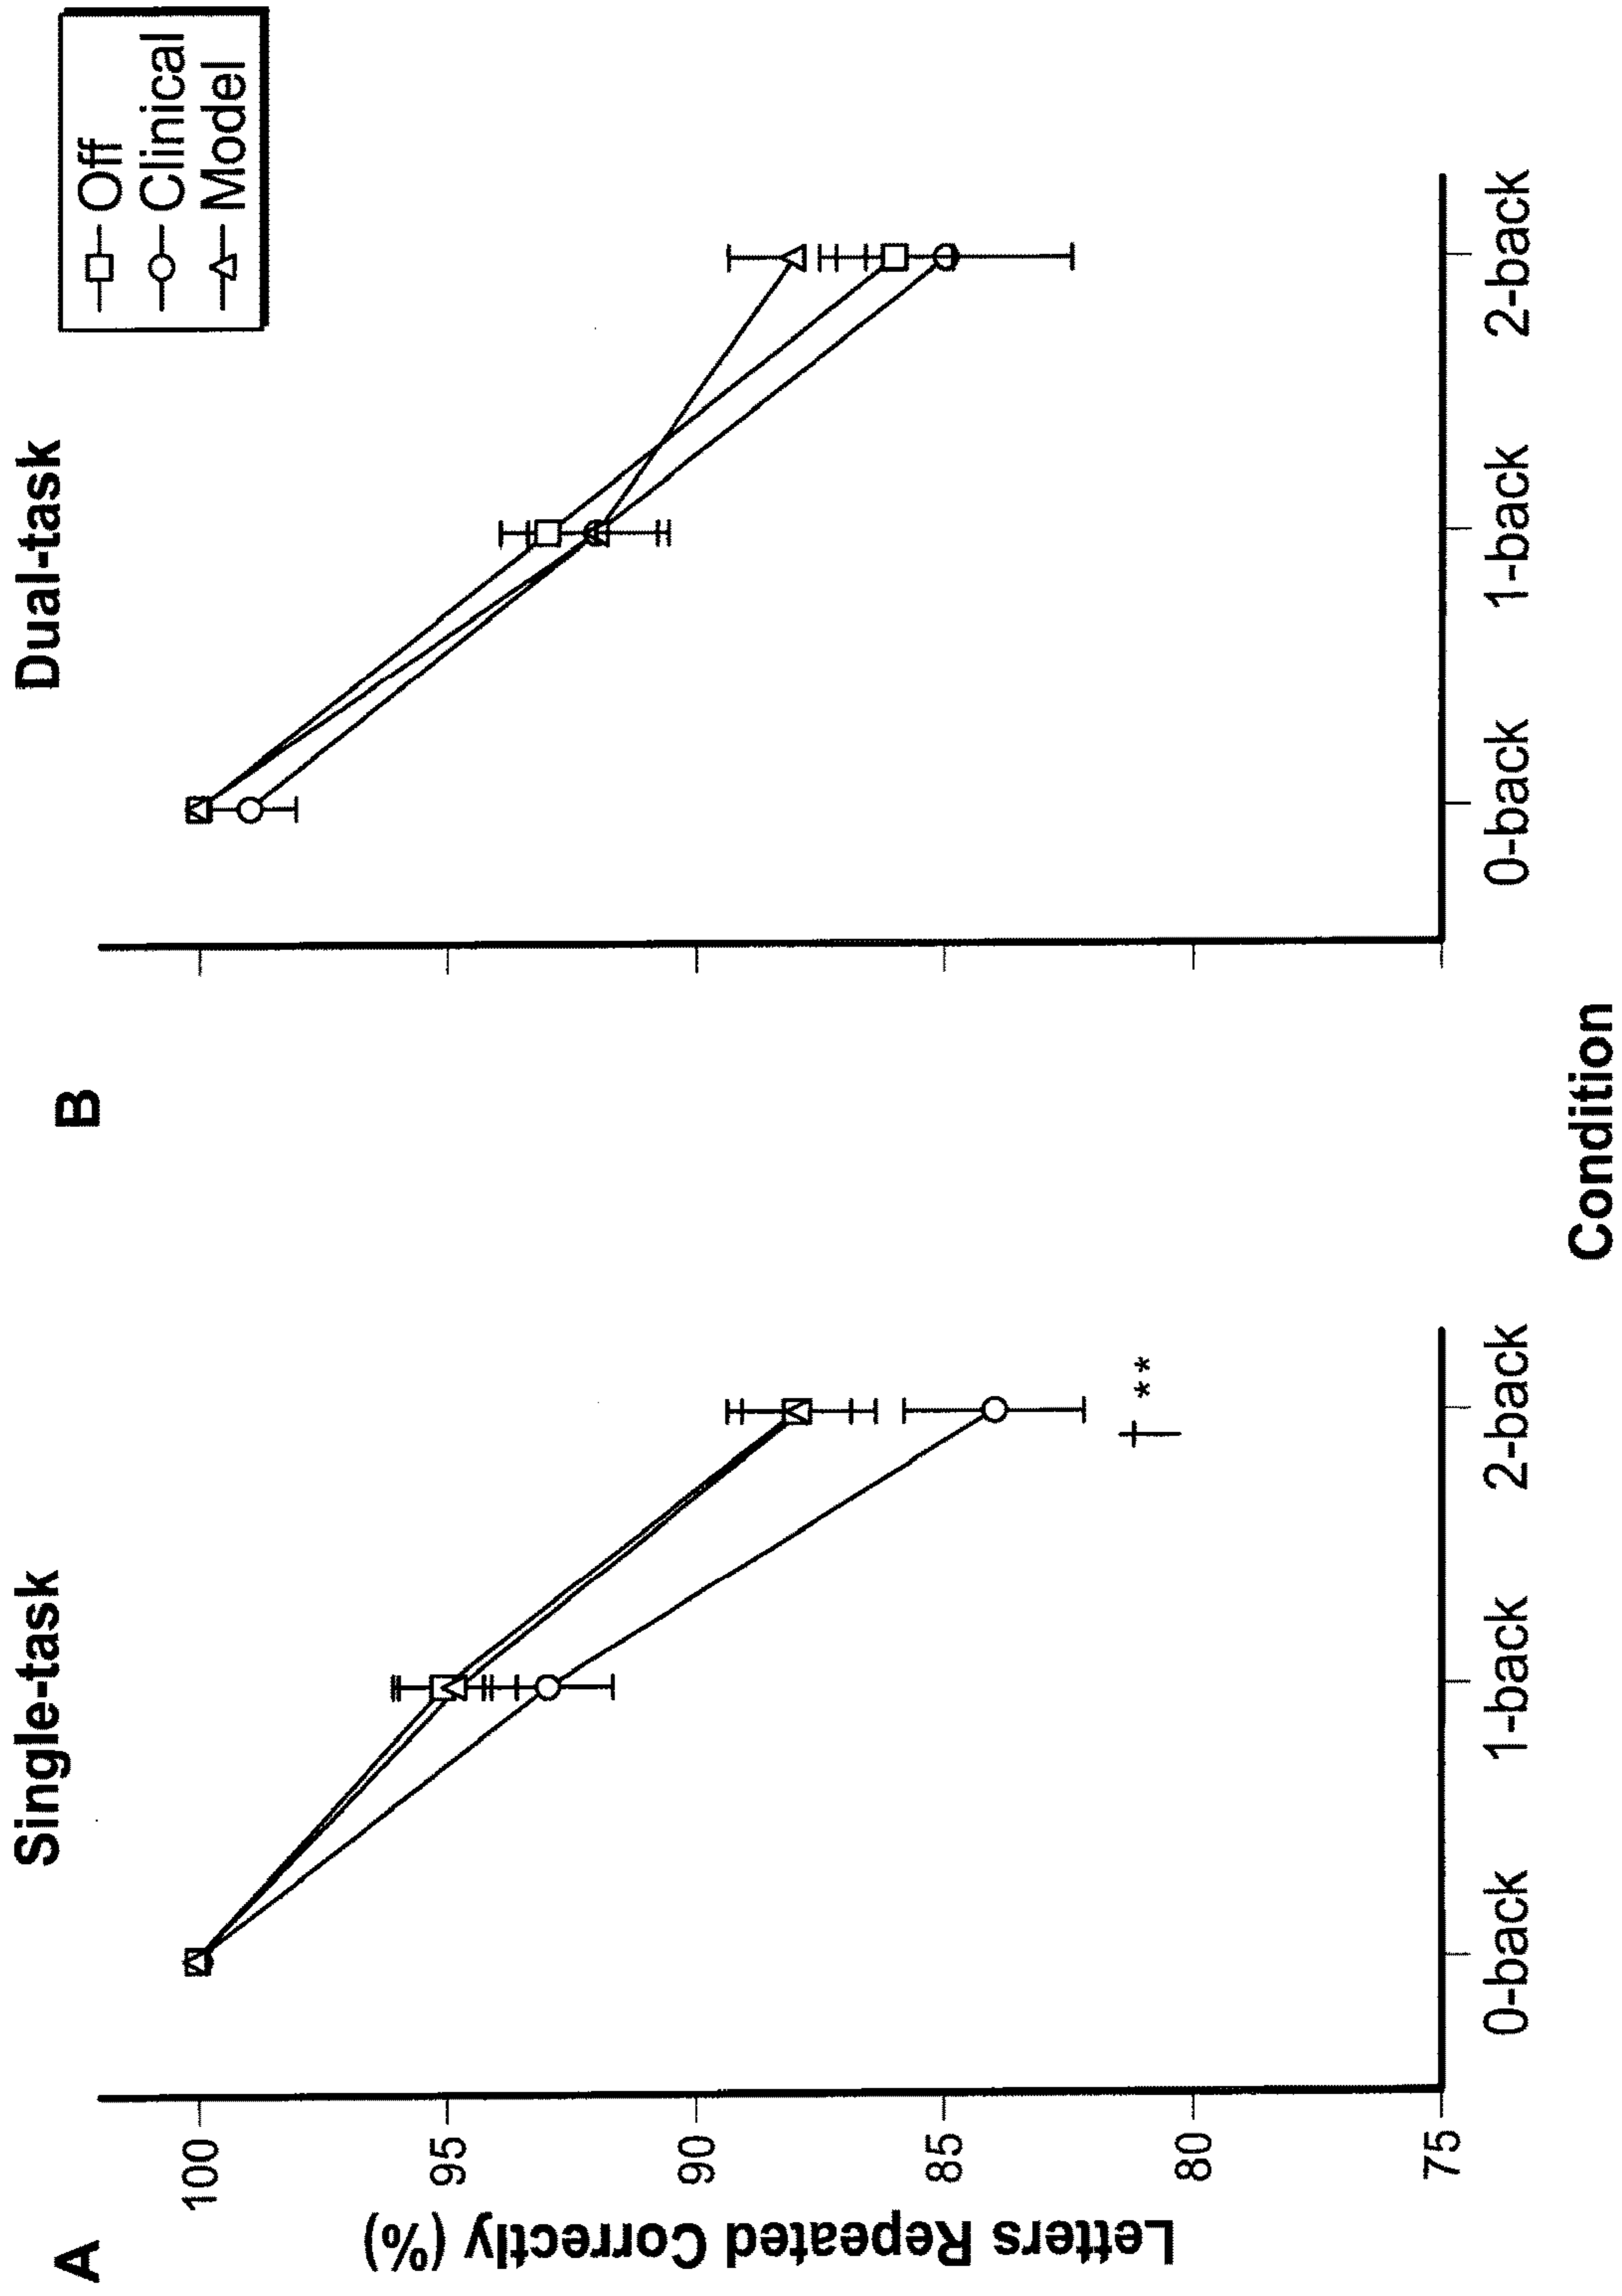 A
Single-task
Letters Repeated Correctly (%)
100
95
90
85
80
75
† **
0-back
1-back
2-back
B
Dual-task
Off
Clinical
Model
0-back
1-back
2-back
Condition